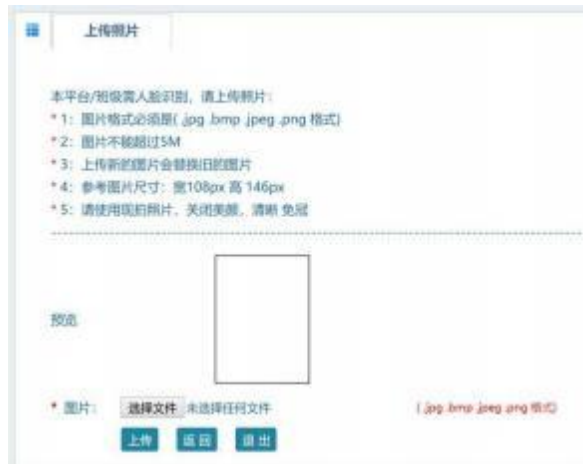 上传照片
本平台/班级需人脸识别，请上传照片：
*1：图片格式必须是( .jpg .bmp .jpeg .png 格式)
*2：图片不能超过5M
*3：上传新的图片会替换旧的图片
*4：参考图片尺寸：宽108px 高 146px
*5：请使用现拍照片，关闭美颜，清晰 免冠
预览
* 图片： 选择文件 未选择任何文件 ( .jpg .bmp .jpeg .png 格式)
上传 返回 退出